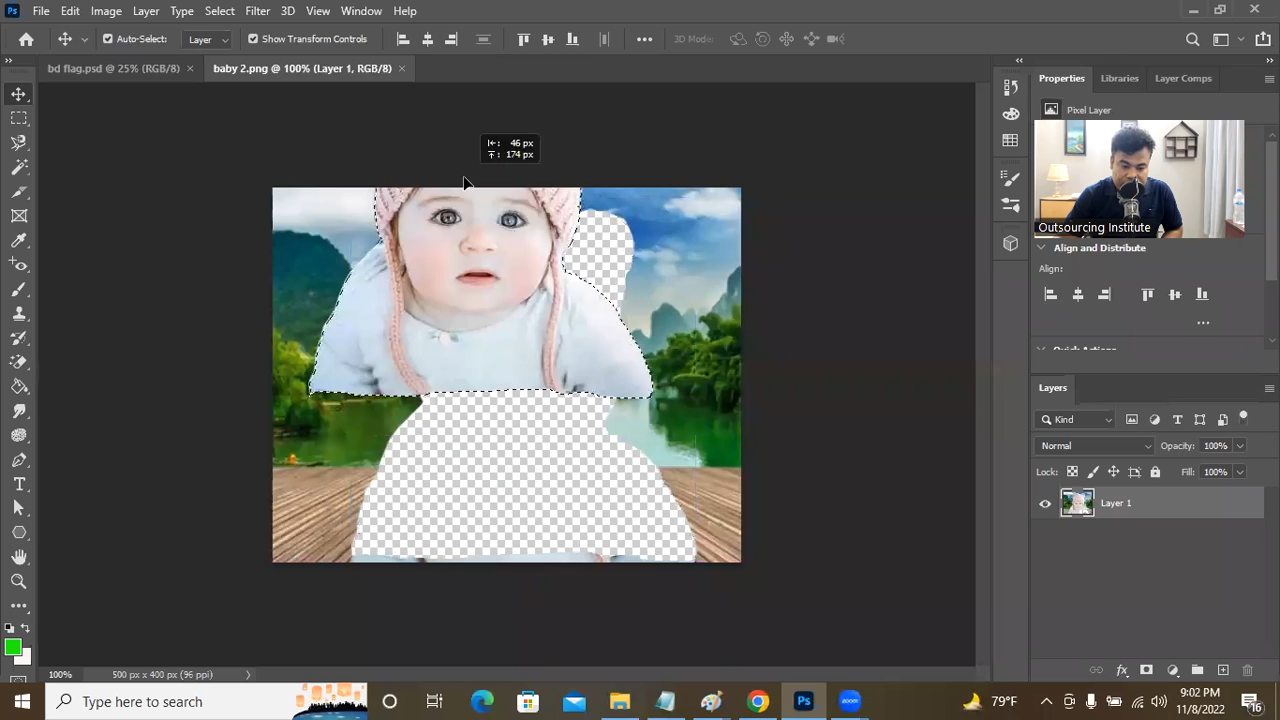 Ps File Edit Image Layer Type Select Filter 3D View Window Help
Auto-Select: Layer Show Transform Controls 3D Mode:
bd flag.psd @ 25% (RGB/8) × baby 2.png @ 100% (Layer 1, RGB/8) ×
Properties Libraries Layer Comps
Pixel Layer
46 px
174 px
Outsourcing Institute
Align and Distribute
Align:
Layers
Kind
Normal Opacity: 100%
Lock: Fill: 100%
Layer 1
100% 500 px x 400 px (96 ppi)
Type here to search
Ps
zoom
79°F
9:02 PM
11/8/2022
16